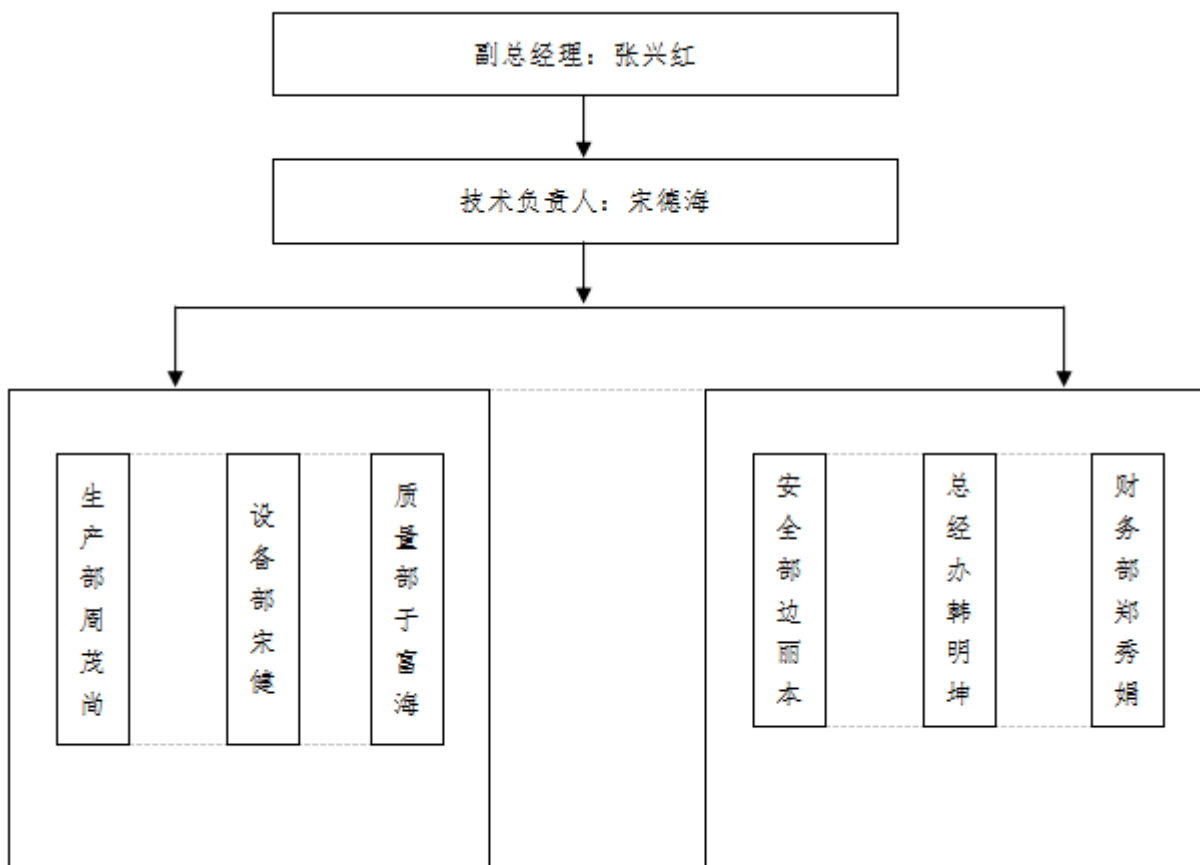 副总经理：张兴红
技术负责人：宋德海
生产部周茂尚
设备部宋健
质量部于富海
安全部边丽本
总经办韩明坤
财务部郑秀娟